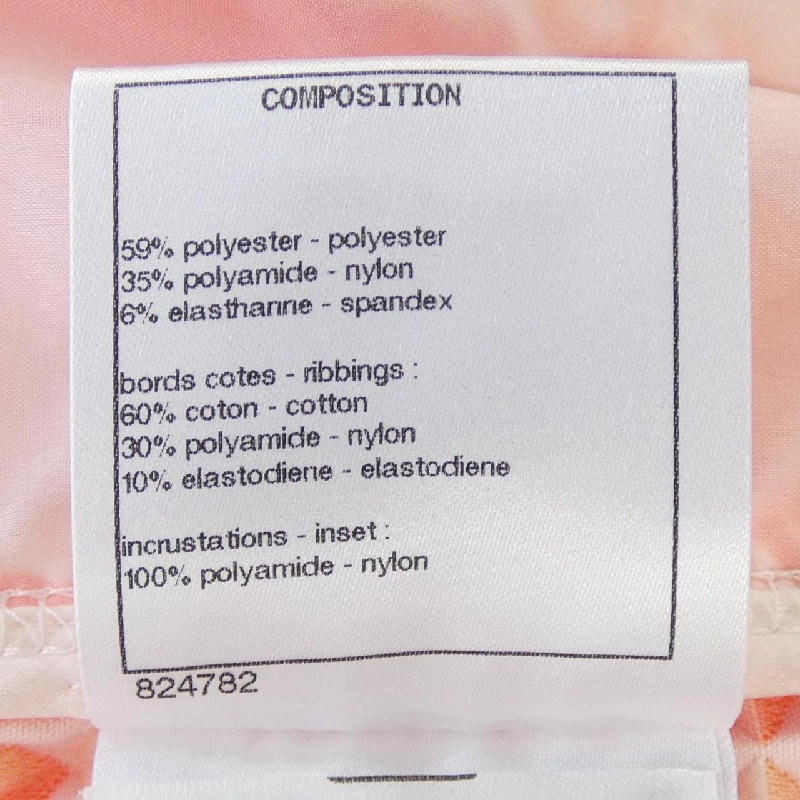 COMPOSITION
59% polyester - polyester
35% polyamide - nylon
6% elasthanne - spandex
bords cotes - ribbings :
60% coton - cotton
30% polyamide - nylon
10% elastodiene - elastodiene
incrustations - inset :
100% polyamide - nylon
824782